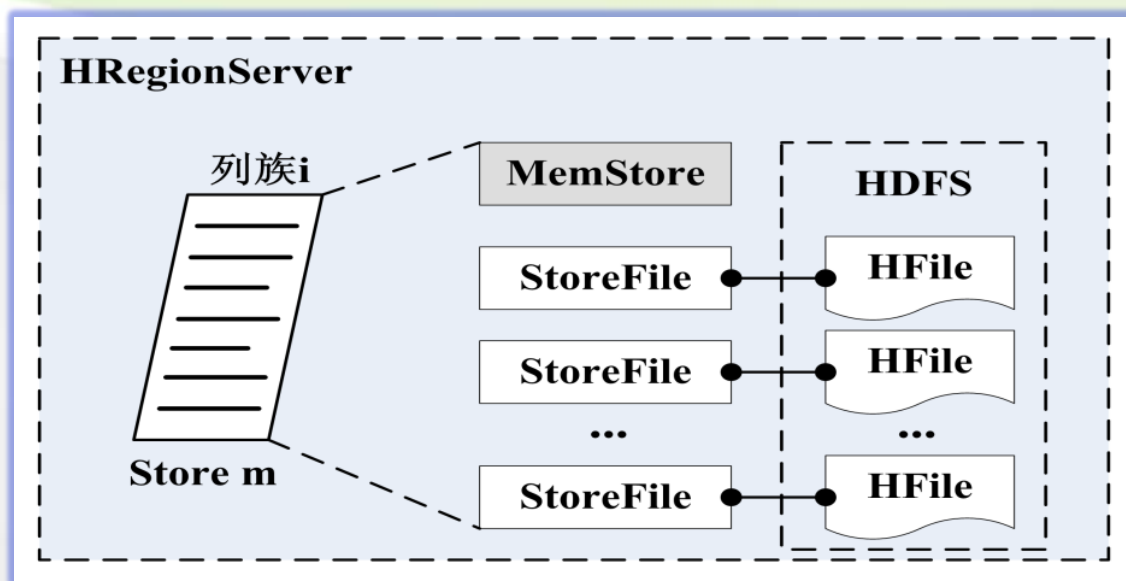 HRegionServer
列族i
Store m
MemStore
StoreFile
StoreFile
...
StoreFile
HDFS
HFile
HFile
...
HFile